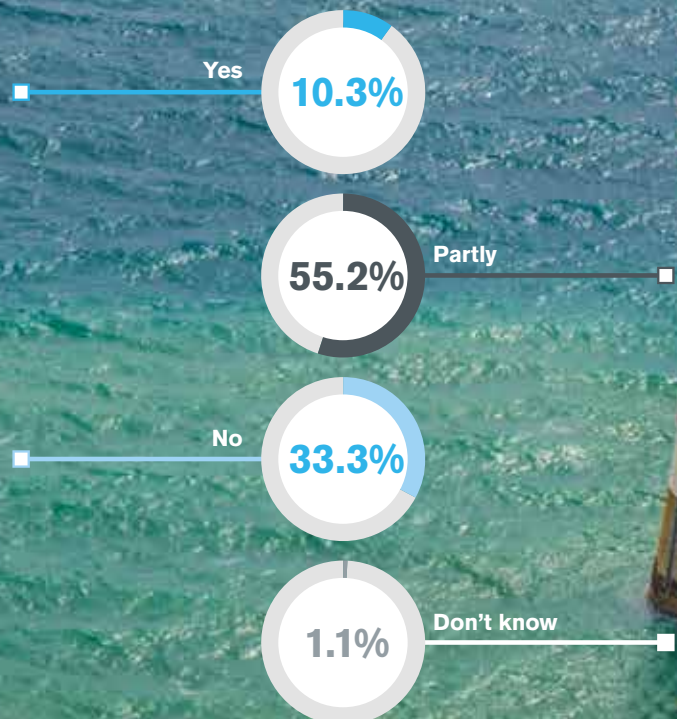 Yes
10.3%
Partly
55.2%
No
33.3%
Don’t know
1.1%